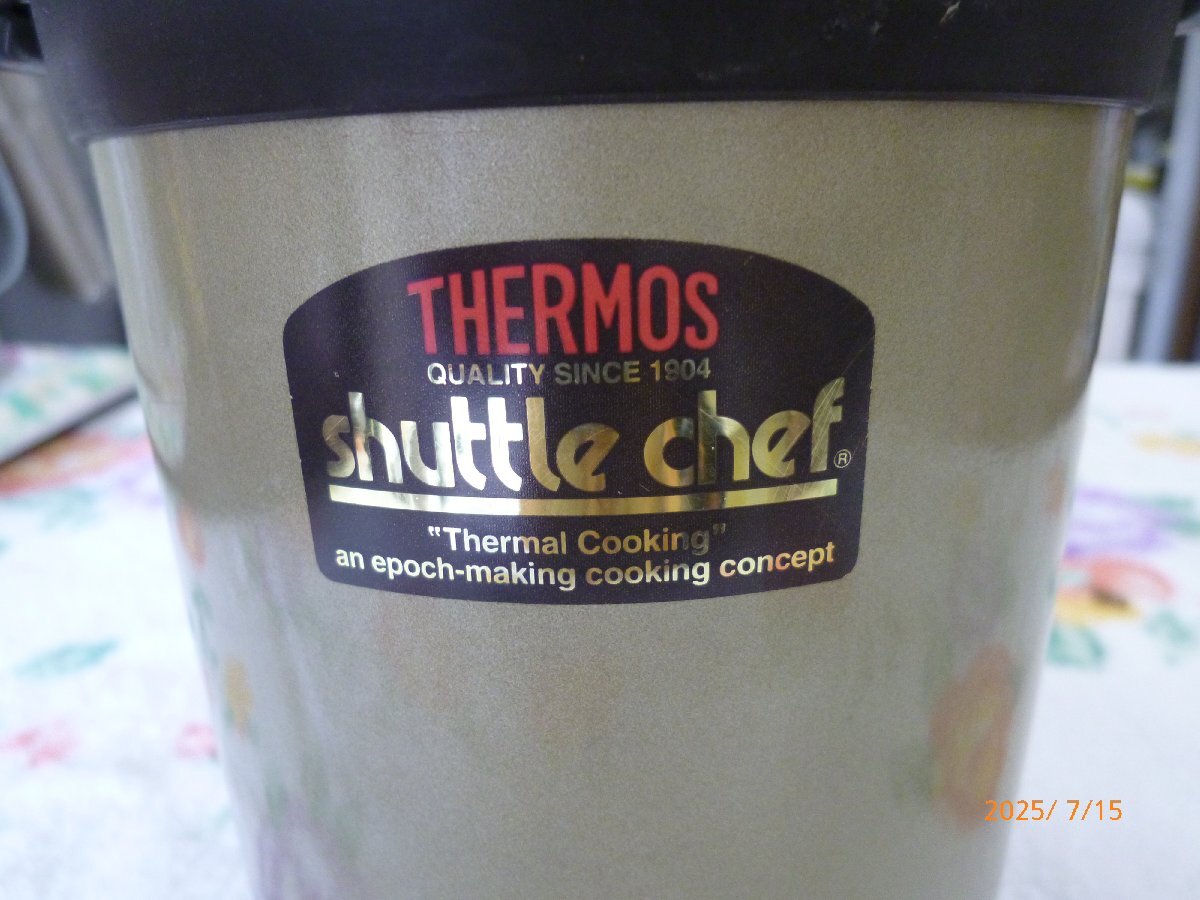 THERMOS
QUALITY SINCE 1904
shuttle chef®
"Thermal Cooking"
an epoch-making cooking concept
2025/ 7/15